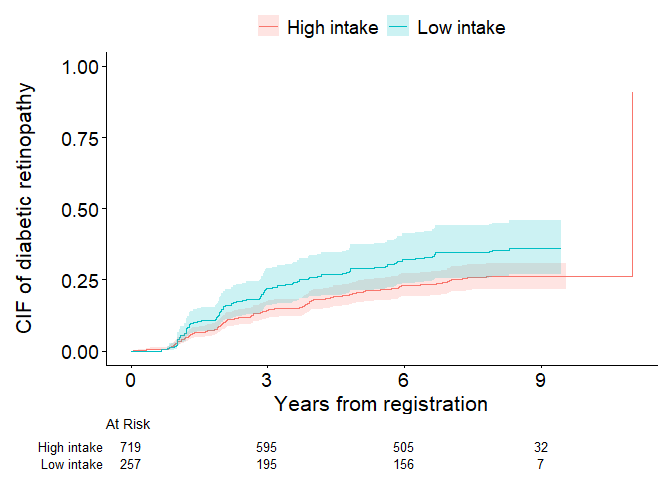 High intake Low intake
CIF of diabetic retinopathy
1.00
0.75
0.50
0.25
0.00
0 3 6 9
Years from registration
At Risk
High intake 719 595 505 32
Low intake 257 195 156 7